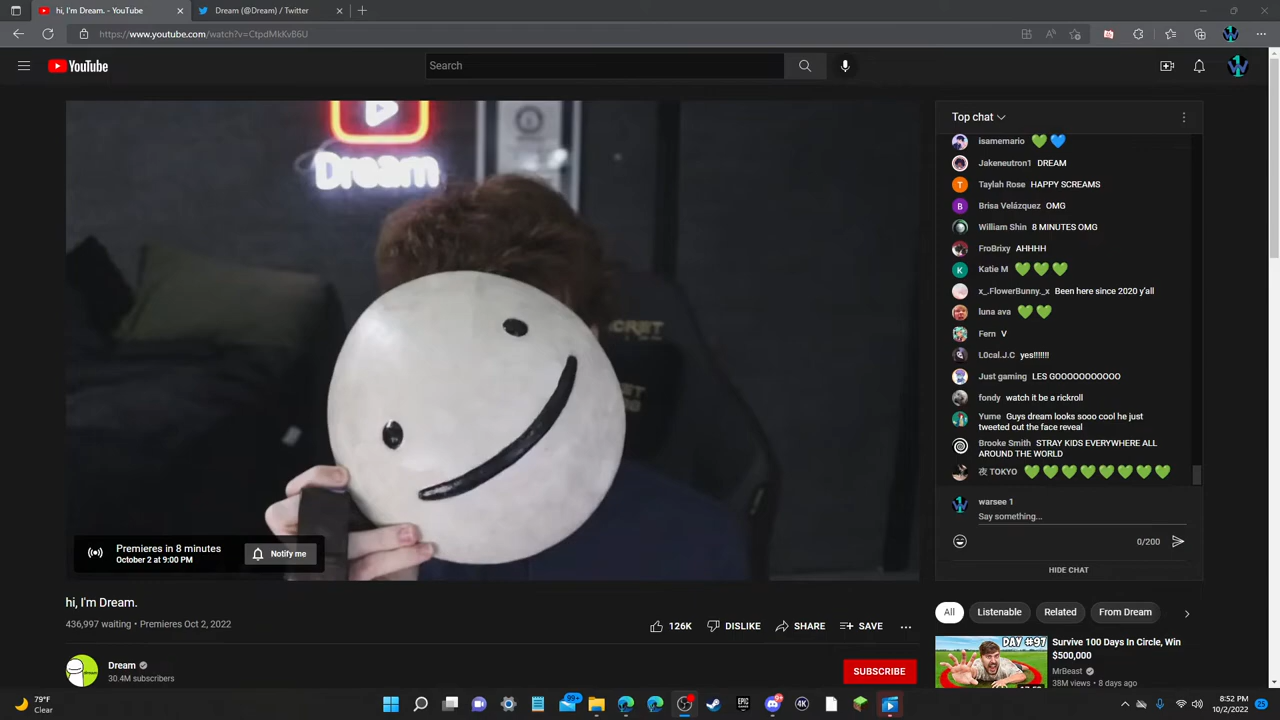 hi, I'm Dream. - YouTube
Dream (@Dream) / Twitter
https://www.youtube.com/watch?v=CtpdMkKvB6U
YouTube
Search
Dream
Top chat
isamemario 💚 💙
Jakeneutron1 DREAM
Taylah Rose HAPPY SCREAMS
Brisa Velázquez OMG
William Shin 8 MINUTES OMG
FroBrixy AHHHH
Katie M 💚 💚 💚
x_.FlowerBunny._x Been here since 2020 y'all
luna ava 💚 💚
Fern V
L0cal.J.C yes!!!!!!!
Just gaming LES GOOOOOOOOOOO
fondy watch it be a rickroll
Yume Guys dream looks sooo cool he just
tweeted out the face reveal
Brooke Smith STRAY KIDS EVERYWHERE ALL
AROUND THE WORLD
夜 TOKYO 💚💚💚💚💚💚💚💚
warsee 1
Say something...
0/200
HIDE CHAT
Premieres in 8 minutes
October 2 at 9:00 PM
Notify me
hi, I'm Dream.
436,997 waiting • Premieres Oct 2, 2022
126K
DISLIKE
SHARE
SAVE
Dream
30.4M subscribers
SUBSCRIBE
All
Listenable
Related
From Dream
DAY #97
Survive 100 Days In Circle, Win
$500,000
MrBeast
38M views • 8 days ago
79°F
Clear
99+
EPIC
4K
8:52 PM
10/2/2022
25